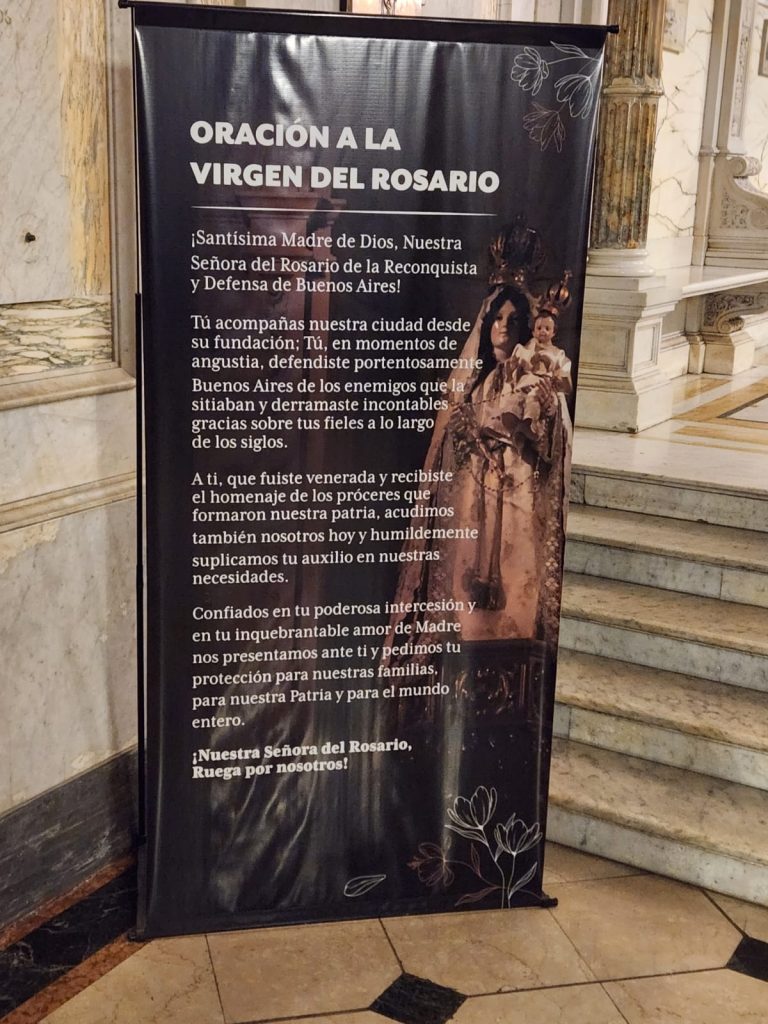 ORACIÓN A LA
VIRGEN DEL ROSARIO
¡Santísima Madre de Dios, Nuestra
Señora del Rosario de la Reconquista
y Defensa de Buenos Aires!
Tú acompañas nuestra ciudad desde
su fundación; Tú, en momentos de
angustia, defendiste portentosamente
Buenos Aires de los enemigos que la
sitiaban y derramaste incontables
gracias sobre tus fieles a lo largo
de los siglos.
A ti, que fuiste venerada y recibiste
el homenaje de los próceres que
formaron nuestra patria, acudimos
también nosotros hoy y humildemente
suplicamos tu auxilio en nuestras
necesidades.
Confiados en tu poderosa intercesión y
en tu inquebrantable amor de Madre
nos presentamos ante ti y pedimos tu
protección para nuestras familias,
para nuestra Patria y para el mundo
entero.
¡Nuestra Señora del Rosario,
Ruega por nosotros!